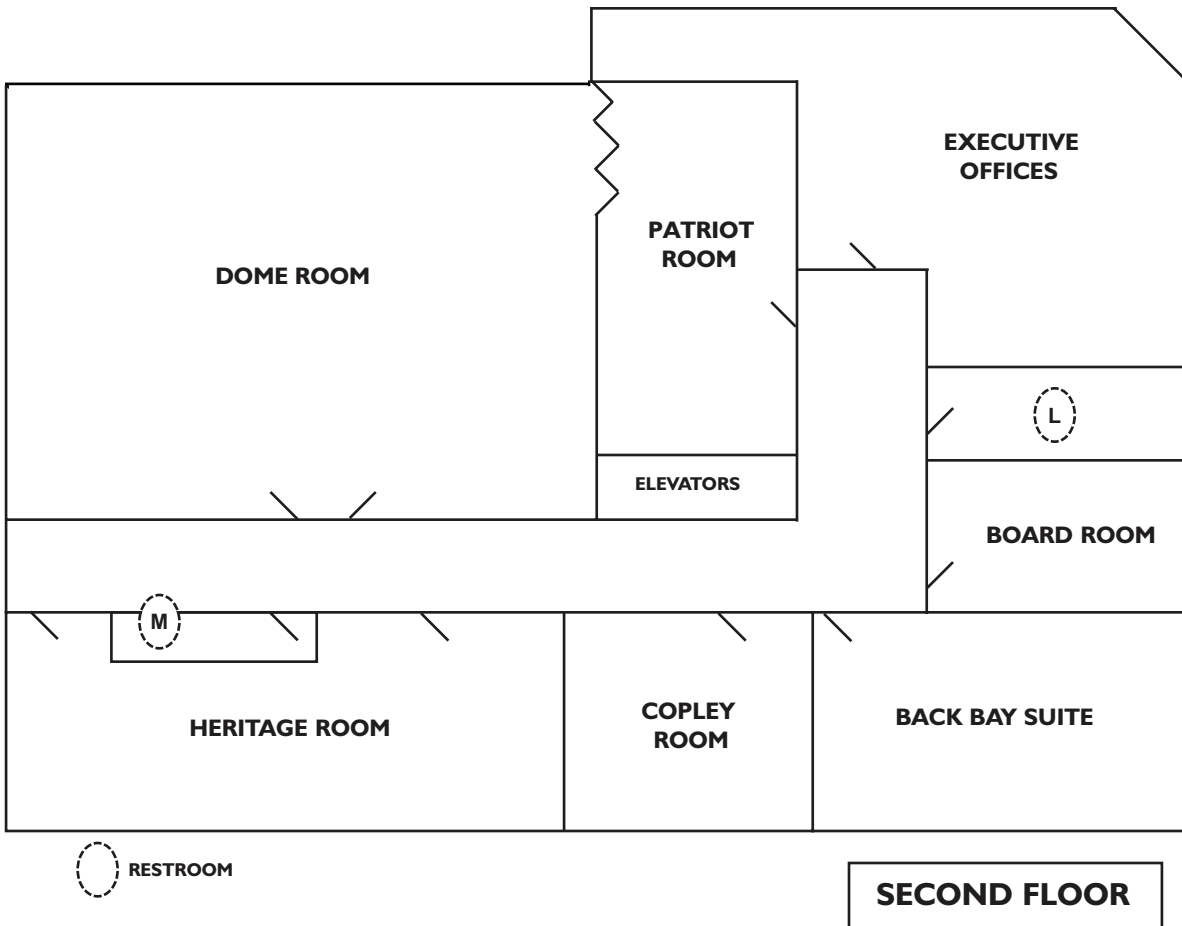 EXECUTIVE
OFFICES
PATRIOT
ROOM
DOME ROOM
L
ELEVATORS
BOARD ROOM
M
HERITAGE ROOM
COPLEY
ROOM
BACK BAY SUITE
RESTROOM
SECOND FLOOR